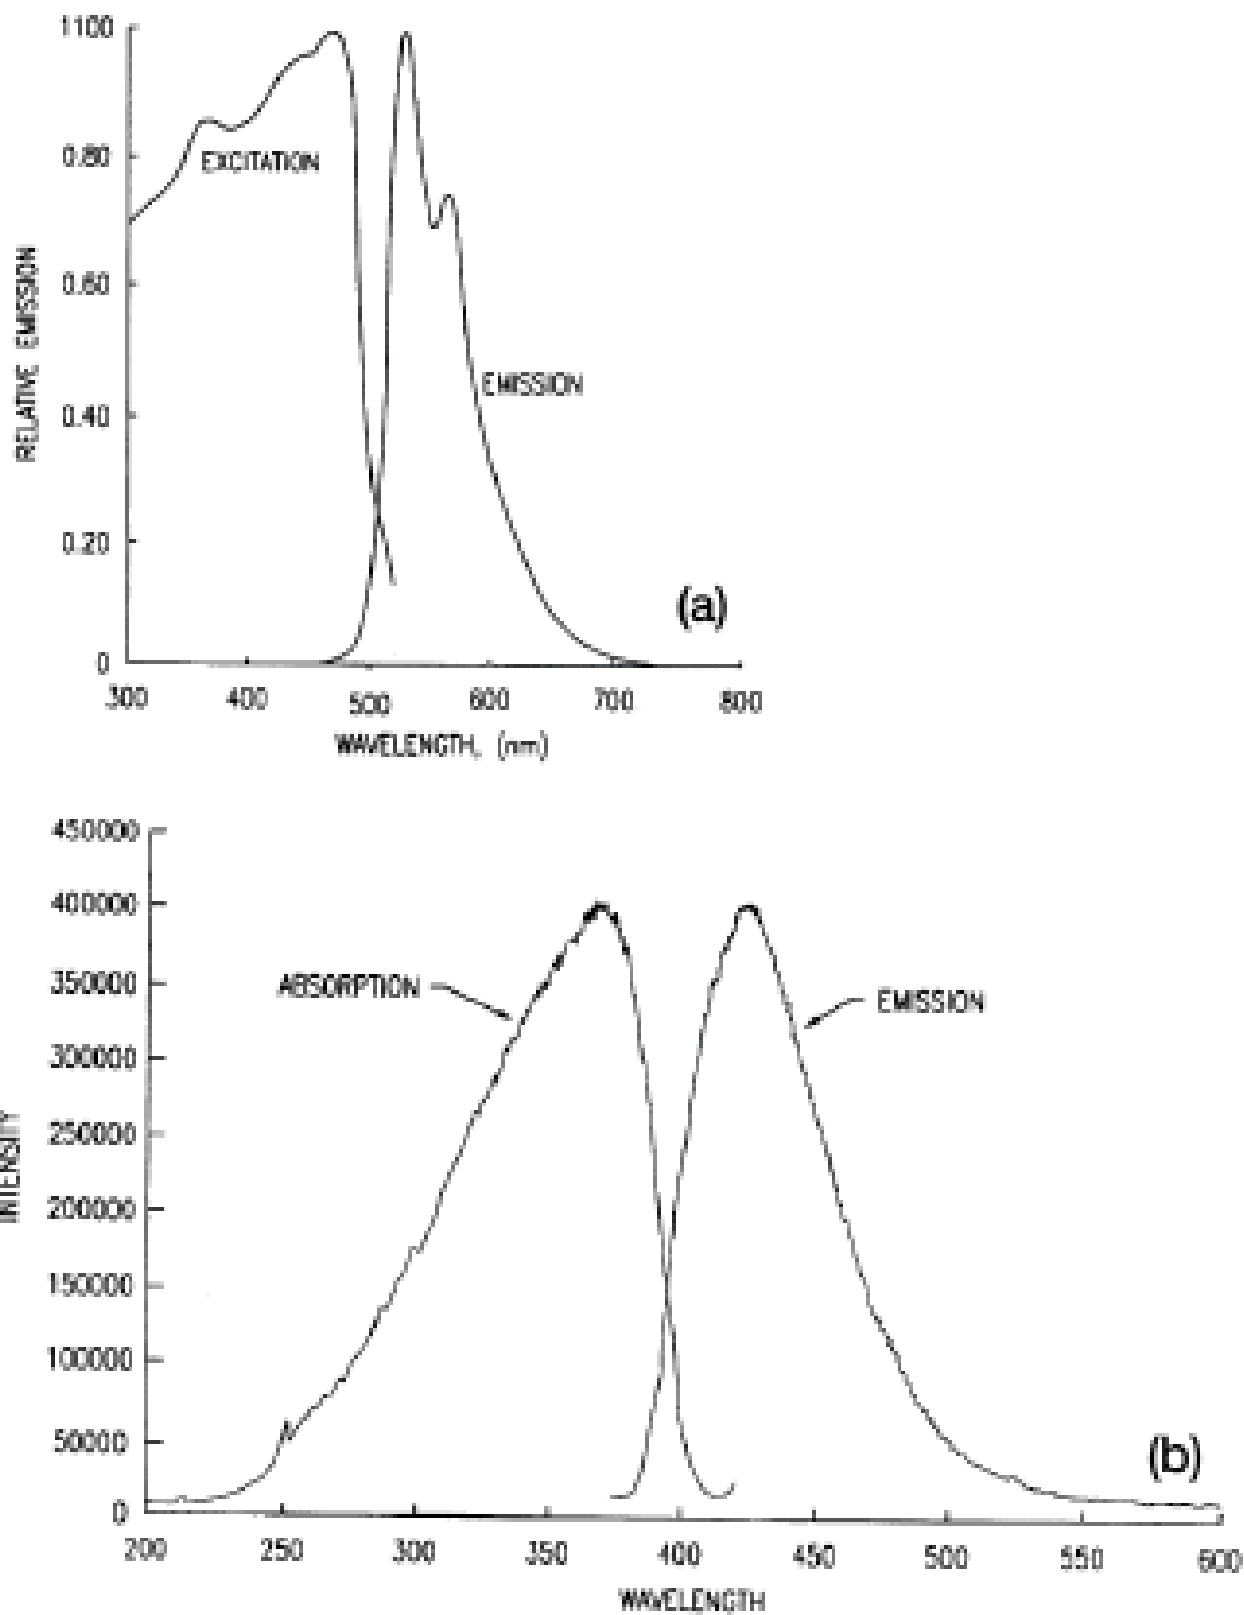 1100
0.80
0.60
0.40
0.20
0
RELATIVE EMISSION
EXCITATION
EMISSION
(a)
300 400 500 600 700 800
WAVELENGTH, (nm)
450000
400000
350000
300000
250000
200000
150000
100000
50000
0
INTENSITY
ABSORPTION
EMISSION
(b)
200 250 300 350 400 450 500 550 600
WAVELENGTH